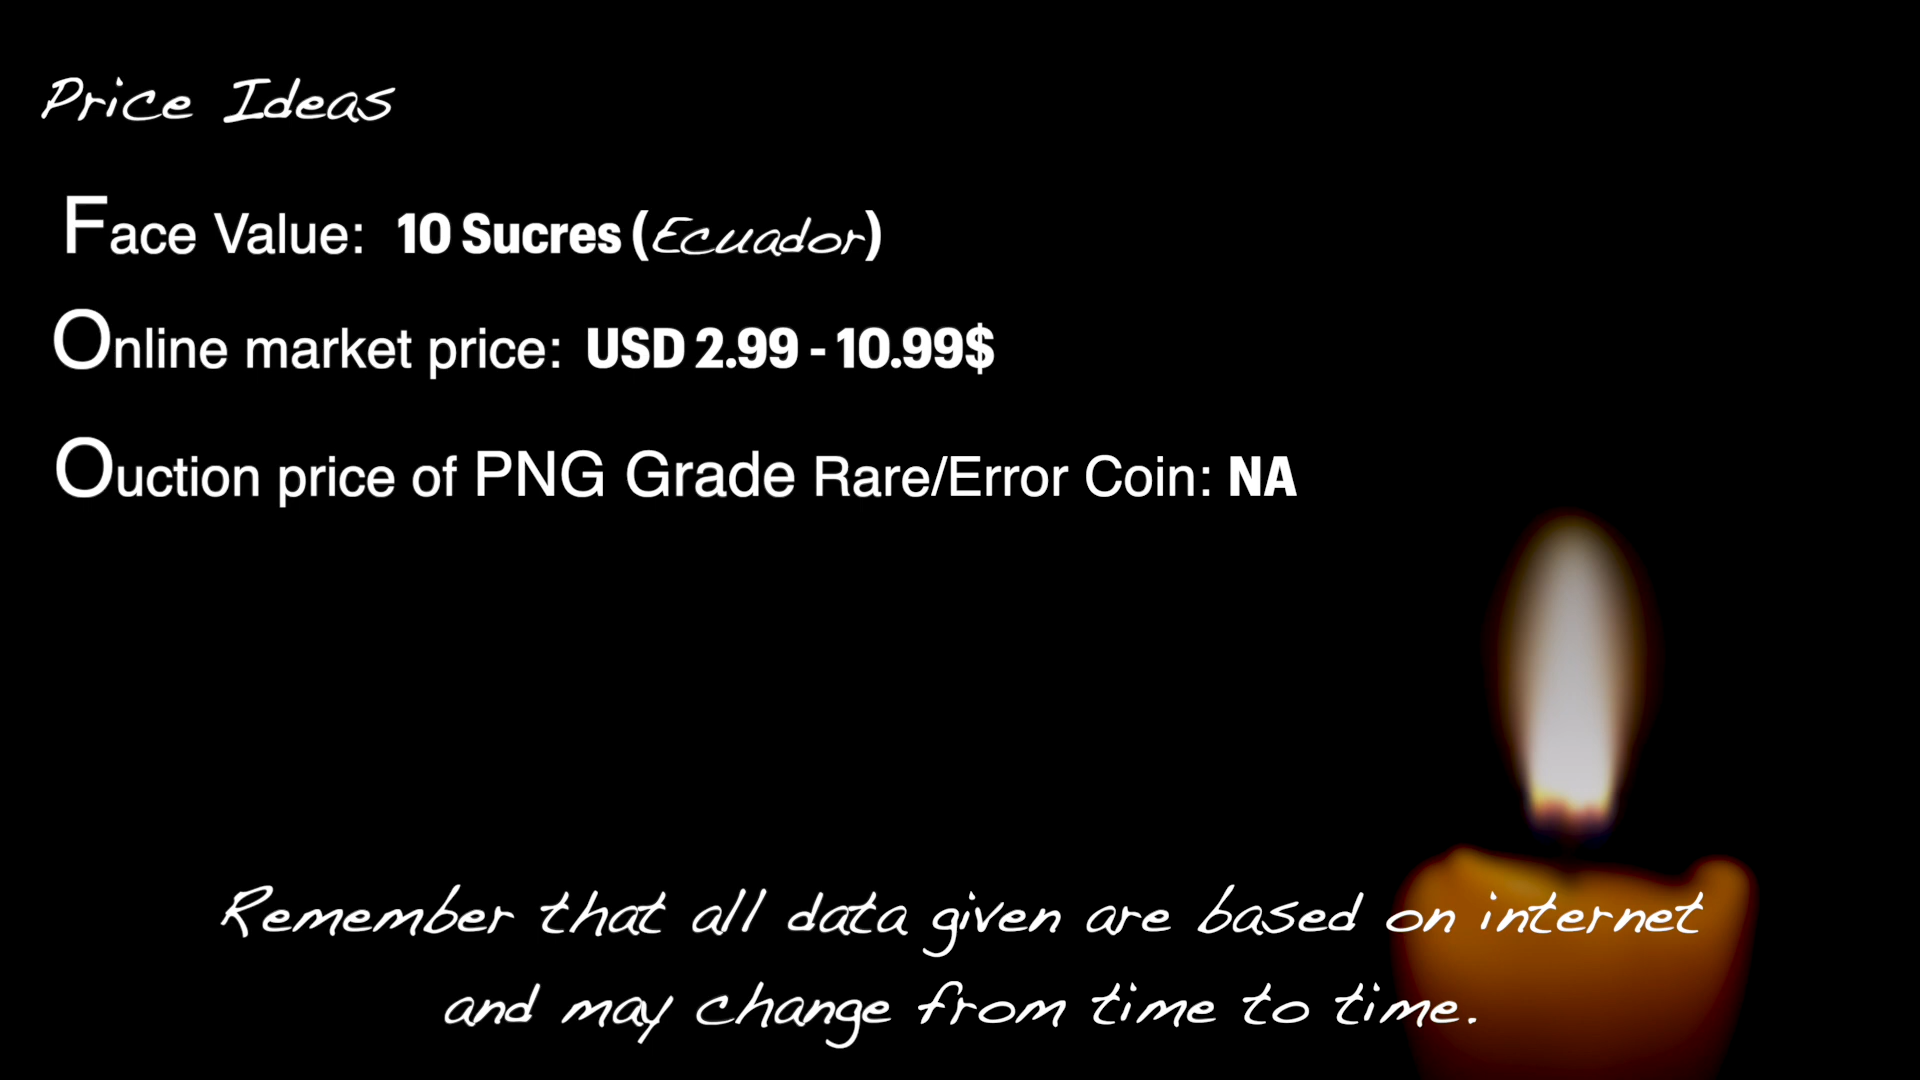 Price Ideas
Face Value: 10 Sucres (Ecuador)
Online market price: USD 2.99 - 10.99$
Ouction price of PNG Grade Rare/Error Coin: NA
Remember that all data given are based on internet
and may change from time to time.